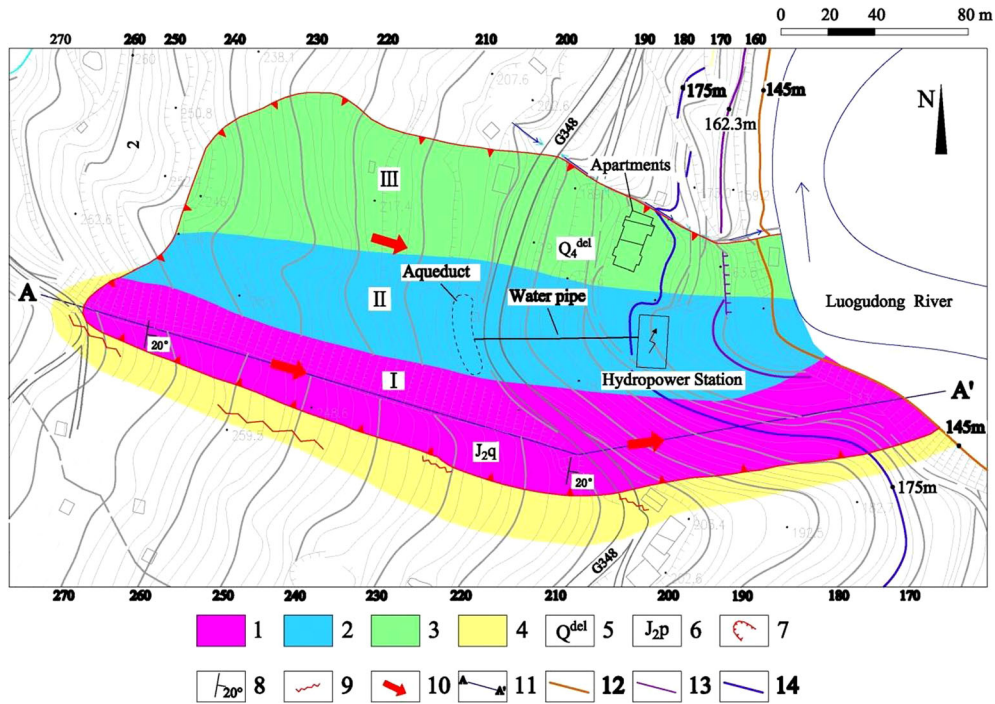 0 20 40 80 m
270 260 250 240 230 220 210 200 190 180 170 160
N
2
G348
175m
145m
162.3m
Apartments
III
Q₄ᵈᵉˡ
Aqueduct
II
Water pipe
Luogudong River
A
20°
I
Hydropower Station
A'
J₂q
145m
20°
175m
G348
270 260 250 240 230 220 210 200 190 180 170
1 2 3 4 Qᵈᵉˡ 5 J₂p 6 7
20° 8 9 10 A A' 11 12 13 14